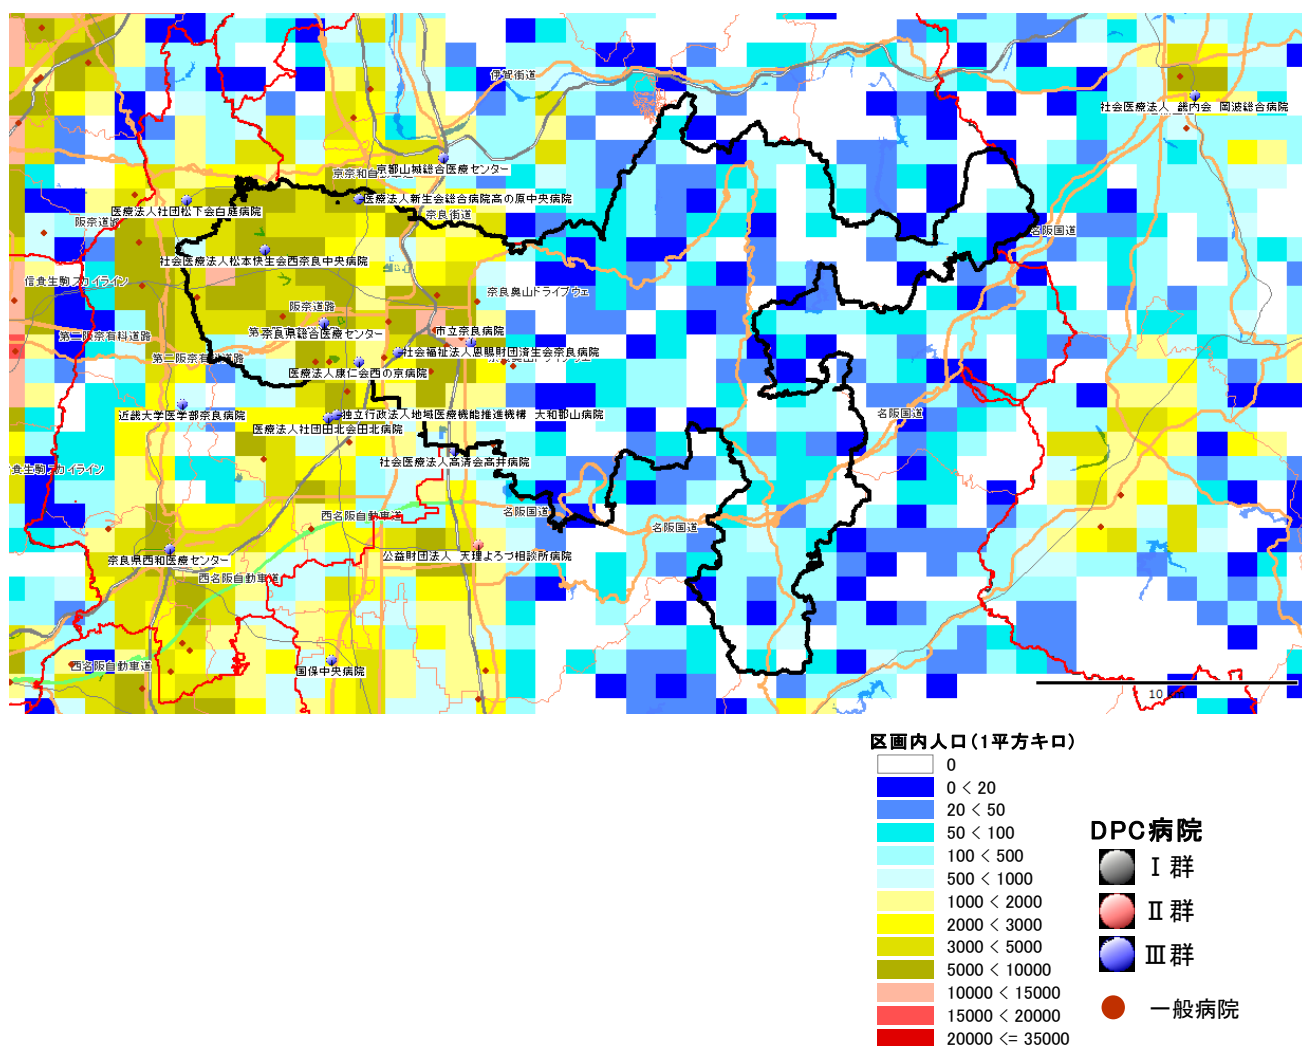 伊賀街道
社会医療法人 畿内会 岡波総合病院
京都山城総合医療センター
京奈和自動車道
医療法人新生会総合病院高の原中央病院
医療法人社団松下会白庭病院
奈良街道
阪奈道路
名阪国道
社会医療法人松本快生会西奈良中央病院
信貴生駒スカイライン
奈良奥山ドライブウェ
阪奈道路
第二阪奈有料道路
奈良県総合医療センター
市立奈良病院
第二阪奈有料道路
社会福祉法人恩賜財団済生会奈良病院
医療法人康仁会西の京病院
近畿大学医学部奈良病院
独立行政法人地域医療機能推進機構 大和郡山病院
名阪国道
医療法人社団田北会田北病院
社会医療法人高清会高井病院
食生駒スカイライン
西名阪自動車道
名阪国道
名阪国道
奈良県西和医療センター
公益財団法人 天理よろづ相談所病院
西名阪自動車道
西名阪自動車道
国保中央病院
10
区画内人口(1平方キロ)
0
0 < 20
20 < 50
50 < 100
100 < 500
500 < 1000
1000 < 2000
2000 < 3000
3000 < 5000
5000 < 10000
10000 < 15000
15000 < 20000
20000 <= 35000
DPC病院
Ⅰ群
Ⅱ群
Ⅲ群
一般病院